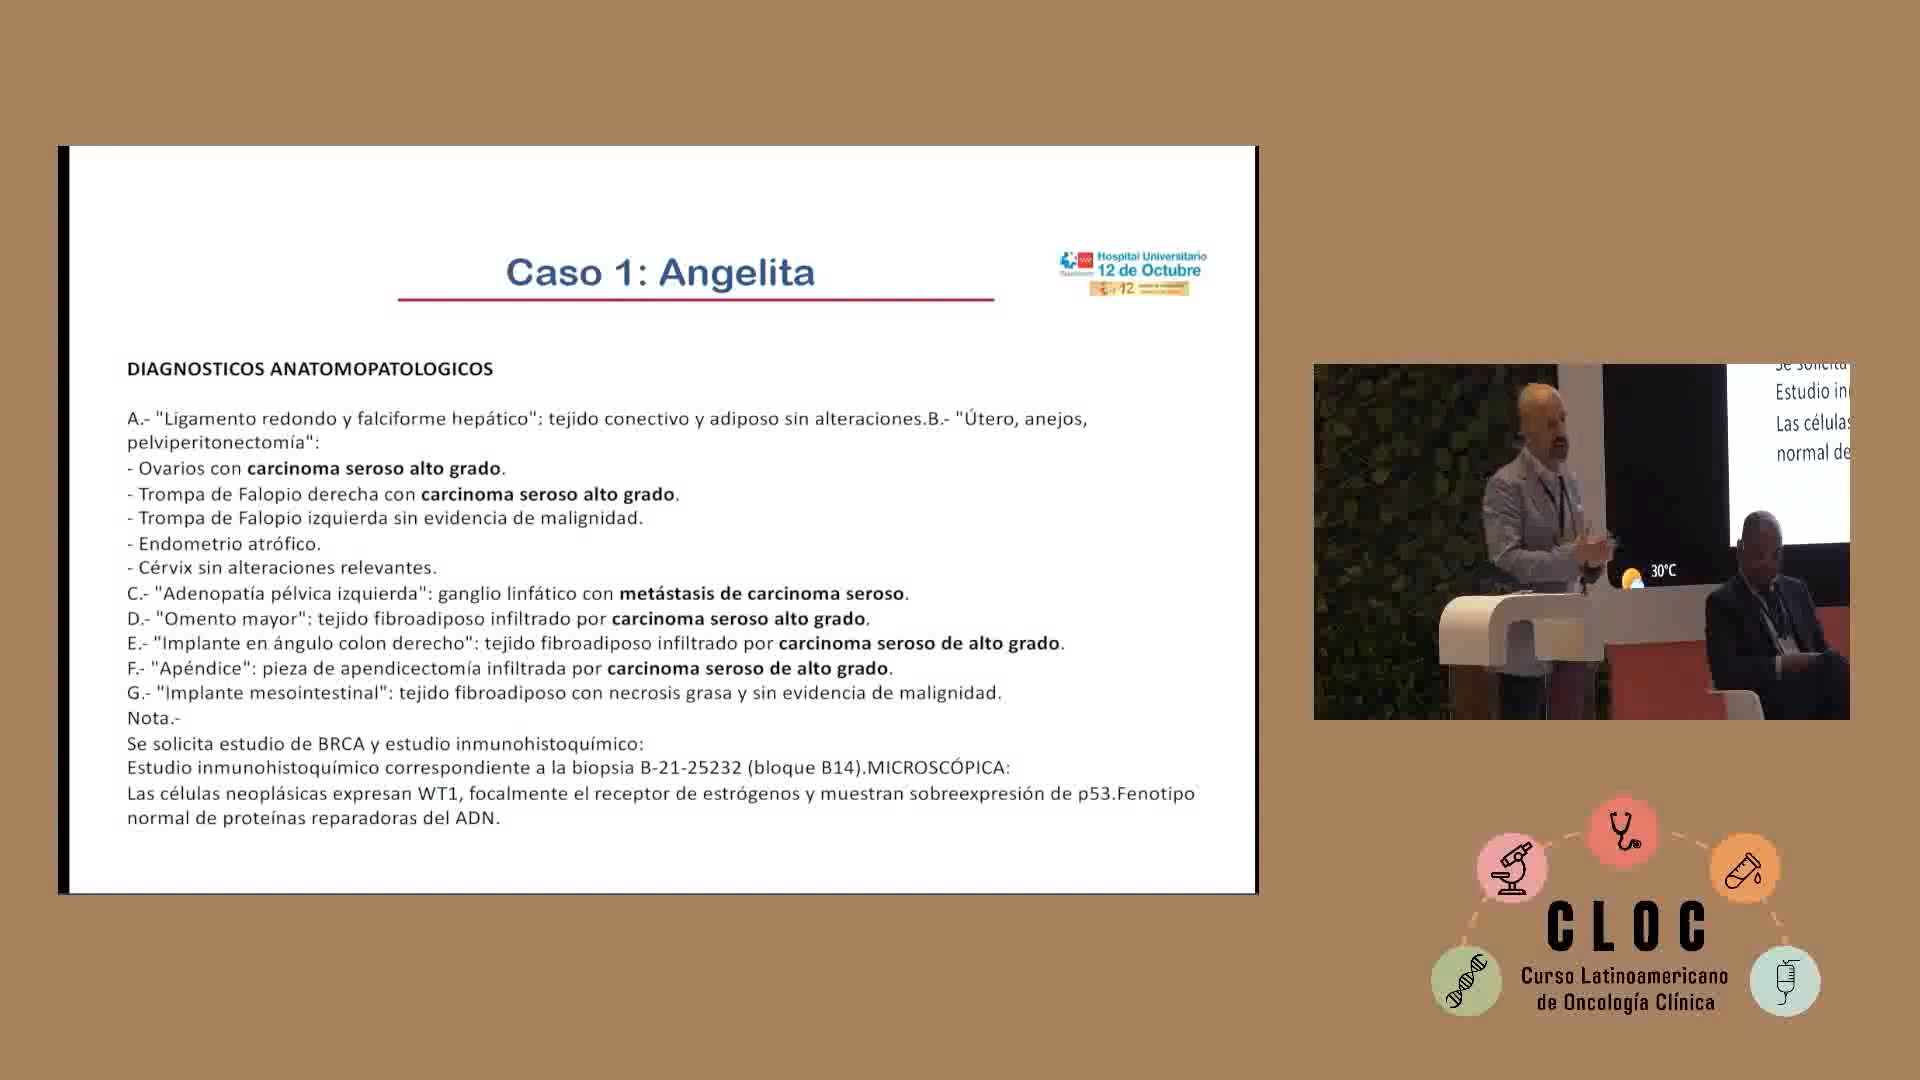 Caso 1: Angelita
Hospital Universitario
12 de Octubre
DIAGNOSTICOS ANATOMOPATOLOGICOS
A.- "Ligamento redondo y falciforme hepático": tejido conectivo y adiposo sin alteraciones.B.- "Útero, anejos,
pelviperitonectomía":
- Ovarios con carcinoma seroso alto grado.
- Trompa de Falopio derecha con carcinoma seroso alto grado.
- Trompa de Falopio izquierda sin evidencia de malignidad.
- Endometrio atrófico.
- Cérvix sin alteraciones relevantes.
C.- "Adenopatía pélvica izquierda": ganglio linfático con metástasis de carcinoma seroso.
D.- "Omento mayor": tejido fibroadiposo infiltrado por carcinoma seroso alto grado.
E.- "Implante en ángulo colon derecho": tejido fibroadiposo infiltrado por carcinoma seroso de alto grado.
F.- "Apéndice": pieza de apendicectomía infiltrada por carcinoma seroso de alto grado.
G.- "Implante mesointestinal": tejido fibroadiposo con necrosis grasa y sin evidencia de malignidad.
Nota.-
Se solicita estudio de BRCA y estudio inmunohistoquímico:
Estudio inmunohistoquímico correspondiente a la biopsia B-21-25232 (bloque B14).MICROSCÓPICA:
Las células neoplásicas expresan WT1, focalmente el receptor de estrógenos y muestran sobreexpresión de p53.Fenotipo
normal de proteínas reparadoras del ADN.
Se solicita
Estudio in
Las células
normal de
30°C
CLOC
Curso Latinoamericano
de Oncología Clínica